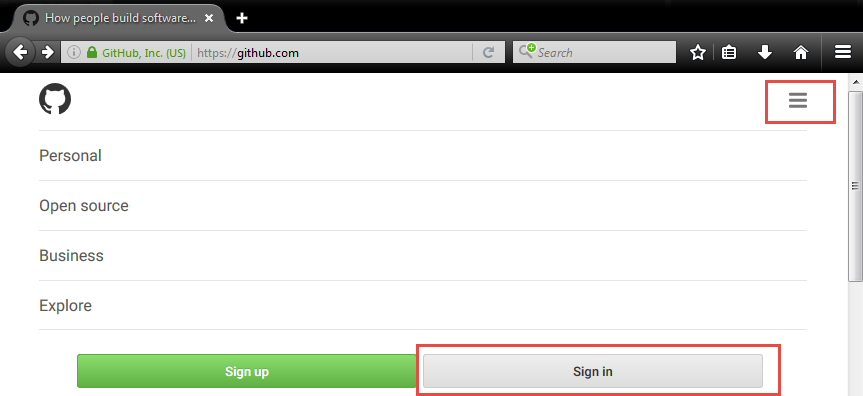 How people build software...
GitHub, Inc. (US) https://github.com Search
Personal
Open source
Business
Explore
Sign up Sign in